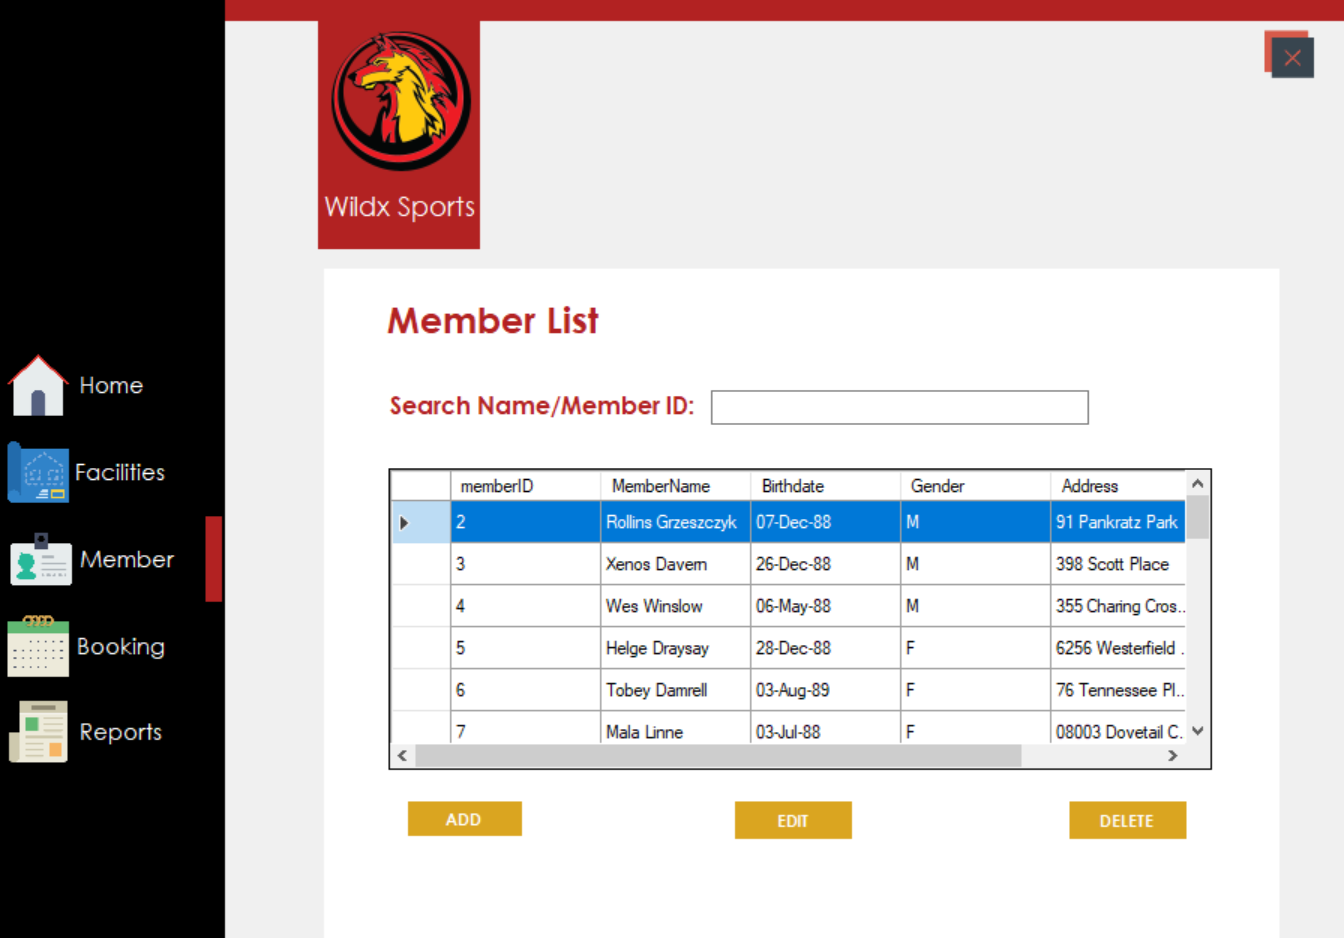 Wildx Sports
Home
Facilities
Member
Booking
Reports
Member List
Search Name/Member ID:
memberID MemberName Birthdate Gender Address
2 Rollins Grzeszczyk 07-Dec-88 M 91 Pankratz Park
3 Xenos Davern 26-Dec-88 M 398 Scott Place
4 Wes Winslow 06-May-88 M 355 Charing Cros...
5 Helge Draysay 28-Dec-88 F 6256 Westerfield .
6 Tobey Damrell 03-Aug-89 F 76 Tennessee Pl...
7 Mala Linne 03-Jul-88 F 08003 Dovetail C.
ADD EDIT DELETE